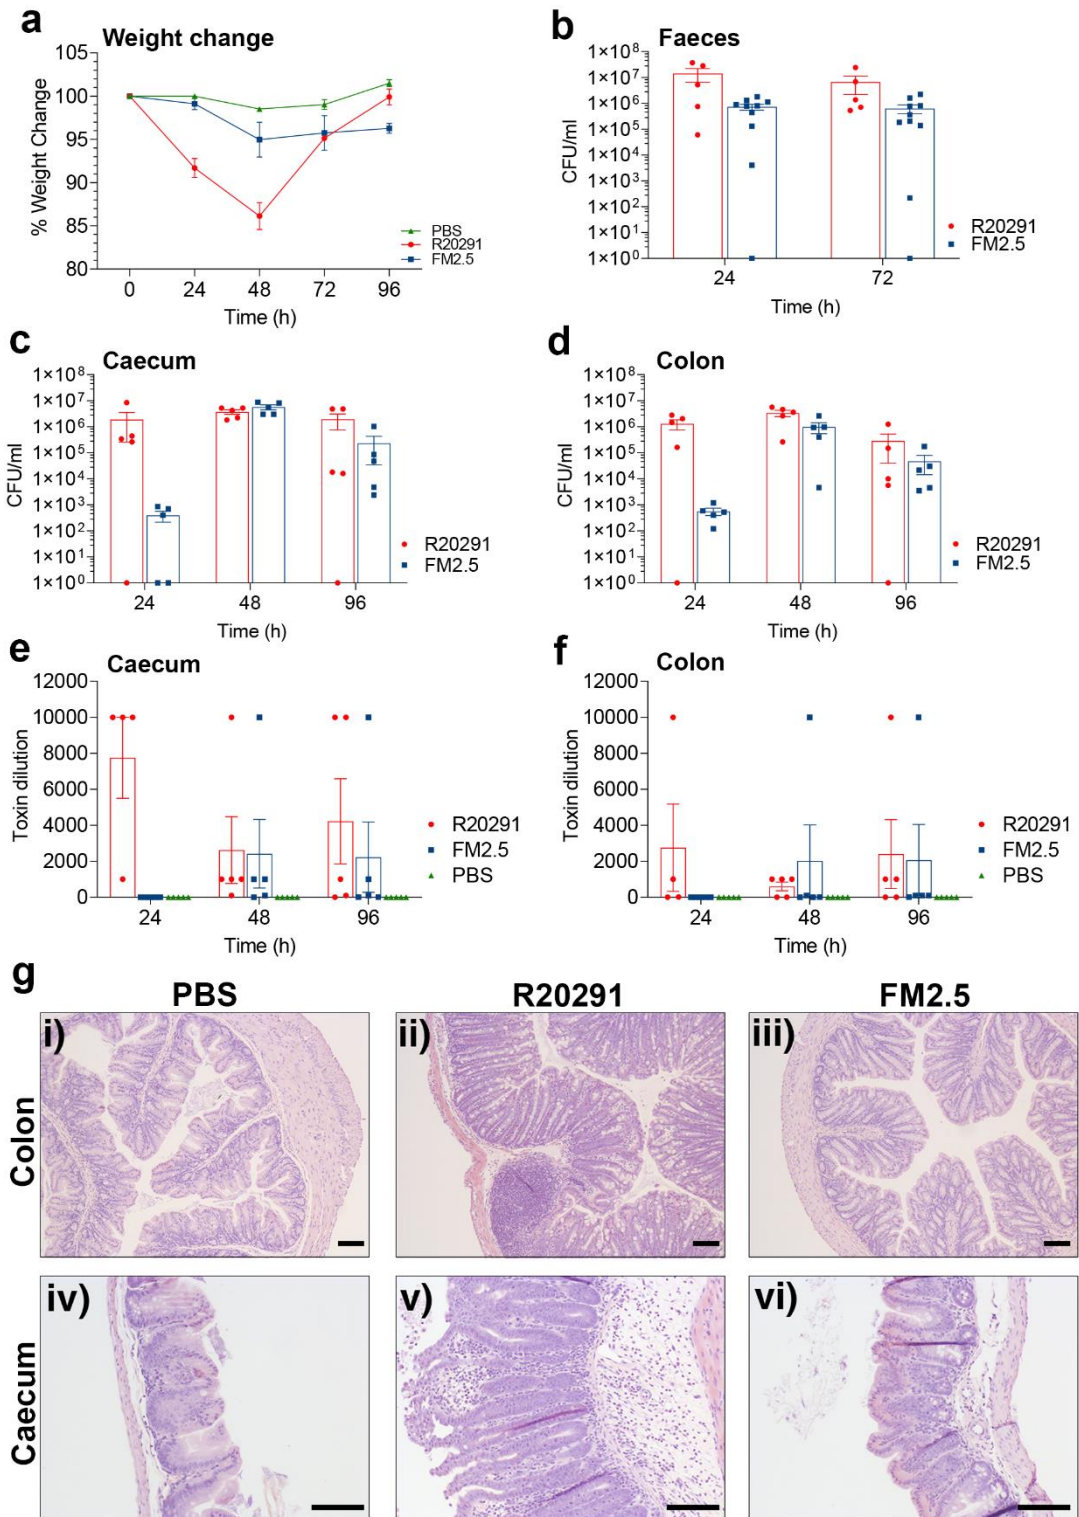 a
Weight change
105
100
95
90
85
80
% Weight Change
0 24 48 72 96
Time (h)
PBS
R20291
FM2.5
b
Faeces
1×10⁸
1×10⁷
1×10⁶
1×10⁵
1×10⁴
1×10³
1×10²
1×10¹
1×10⁰
CFU/ml
24 72
Time (h)
R20291
FM2.5
c
Caecum
1×10⁸
1×10⁷
1×10⁶
1×10⁵
1×10⁴
1×10³
1×10²
1×10¹
1×10⁰
CFU/ml
24 48 96
Time (h)
R20291
FM2.5
d
Colon
1×10⁸
1×10⁷
1×10⁶
1×10⁵
1×10⁴
1×10³
1×10²
1×10¹
1×10⁰
CFU/ml
24 48 96
Time (h)
R20291
FM2.5
e
Caecum
12000
10000
8000
6000
4000
2000
0
Toxin dilution
24 48 96
Time (h)
R20291
FM2.5
PBS
f
Colon
12000
10000
8000
6000
4000
2000
0
Toxin dilution
24 48 96
Time (h)
R20291
FM2.5
PBS
g
PBS R20291 FM2.5
Colon
i) ii) iii)
Caecum
iv) v) vi)